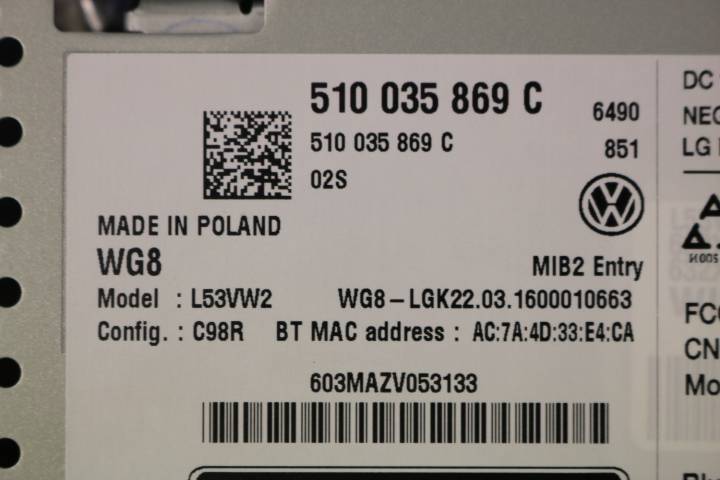 510 035 869 C
6490
510 035 869 C
851
02S
MADE IN POLAND
WG8
MIB2 Entry
Model : L53VW2 WG8-LGK22.03.1600010663
Config. : C98R BT MAC address : AC:7A:4D:33:E4:CA
603MAZV053133
DC
NEC
LG
FCC
CN
Mo